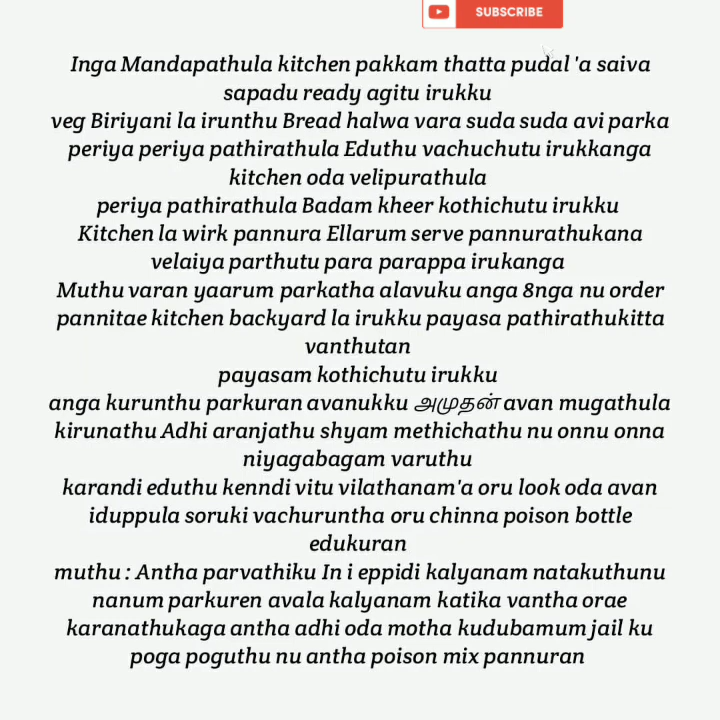 SUBSCRIBE
Inga Mandapathula kitchen pakkam thatta pudal 'a saiva
sapadu ready agitu irukku
veg Biriyani la irunthu Bread halwa vara suda suda avi parka
periya periya pathirathula Eduthu vachuchutu irukkanga
kitchen oda velipurathula
periya pathirathula Badam kheer kothichutu irukku
Kitchen la wirk pannura Ellarum serve pannurathukana
velaiya parthutu para parappa irukanga
Muthu varan yaarum parkatha alavuku anga 8nga nu order
pannitae kitchen backyard la irukku payasa pathirathukitta
vanthutan
payasam kothichutu irukku
anga kurunthu parkuran avanukku அமுதன் avan mugathula
kirunathu Adhi aranjathu shyam methichathu nu onnu onna
niyagabagam varuthu
karandi eduthu kenndi vitu vilathanam'a oru look oda avan
iduppula soruki vachuruntha oru chinna poison bottle
edukuran
muthu : Antha parvathiku In i eppidi kalyanam natakuthunu
nanum parkuren avala kalyanam katika vantha orae
karanathukaga antha adhi oda motha kudubamum jail ku
poga poguthu nu antha poison mix pannuran